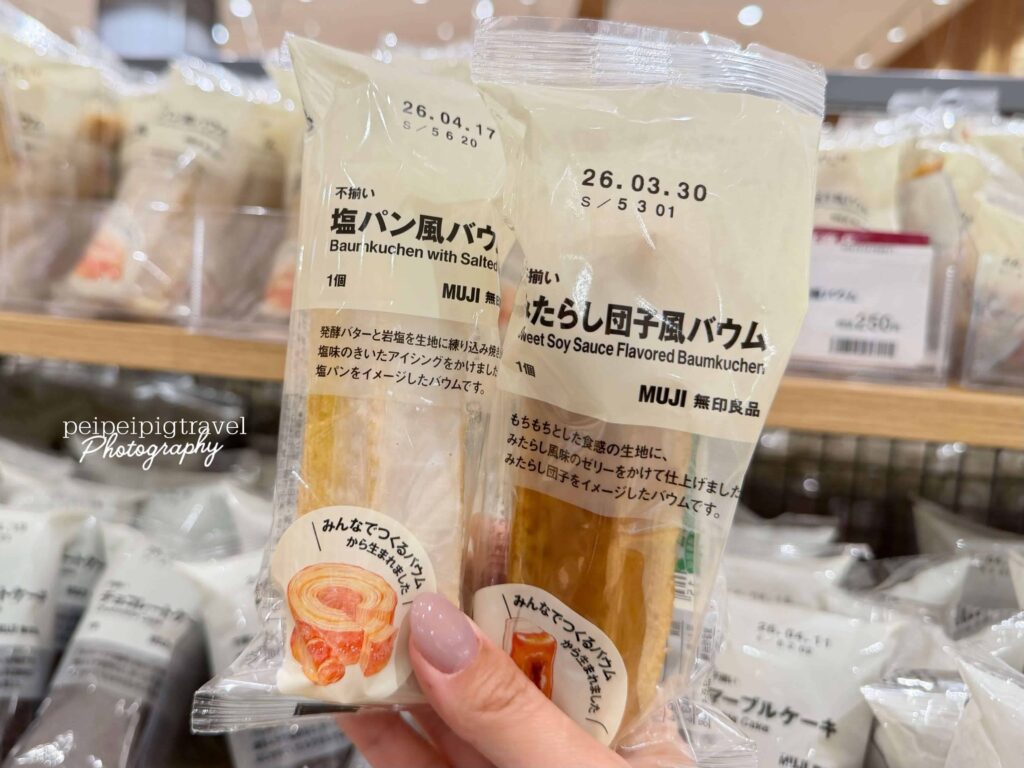 26.04.17
S/5620
不揃い
塩パン風バウ
Baumkuchen with Salted
1個
MUJI 無印
発酵バターと岩塩を生地に練り込み焼き
塩味のきいたアイシングをかけました
塩パンをイメージしたバウムです。
みんなでつくるバウム
から生まれました
26.03.30
S/5301
不揃い
みたらし団子風バウム
Sweet Soy Sauce Flavored Baumkuchen
1個
MUJI 無印良品
もちもちとした食感の生地に、
みたらし風味のゼリーをかけて仕上げました
みたらし団子をイメージしたバウムです。
みんなでつくるバウム
から生まれました
250円
26.04.11
マーブルケーキ
MUJI
peipeipigtravel
Photography